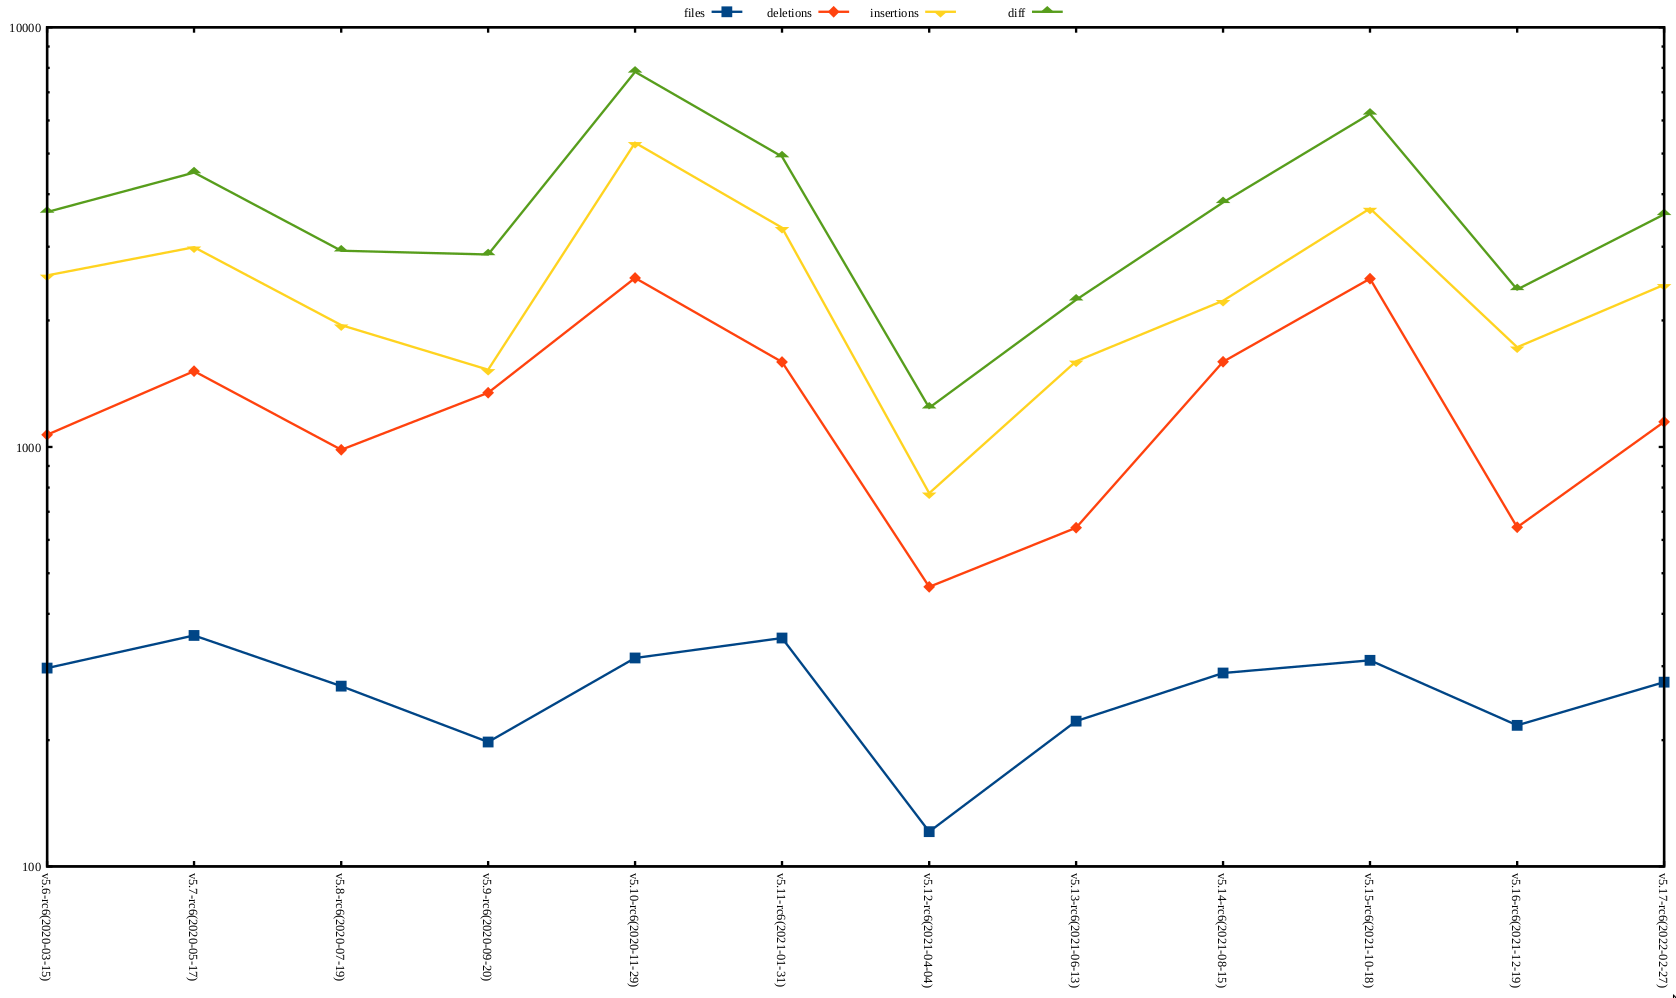 files deletions insertions diff
10000
1000
100
v5.6-rc6(2020-03-15)
v5.7-rc6(2020-05-17)
v5.8-rc6(2020-07-19)
v5.9-rc6(2020-09-20)
v5.10-rc6(2020-11-29)
v5.11-rc6(2021-01-31)
v5.12-rc6(2021-04-04)
v5.13-rc6(2021-06-13)
v5.14-rc6(2021-08-15)
v5.15-rc6(2021-10-18)
v5.16-rc6(2021-12-19)
v5.17-rc6(2022-02-27)